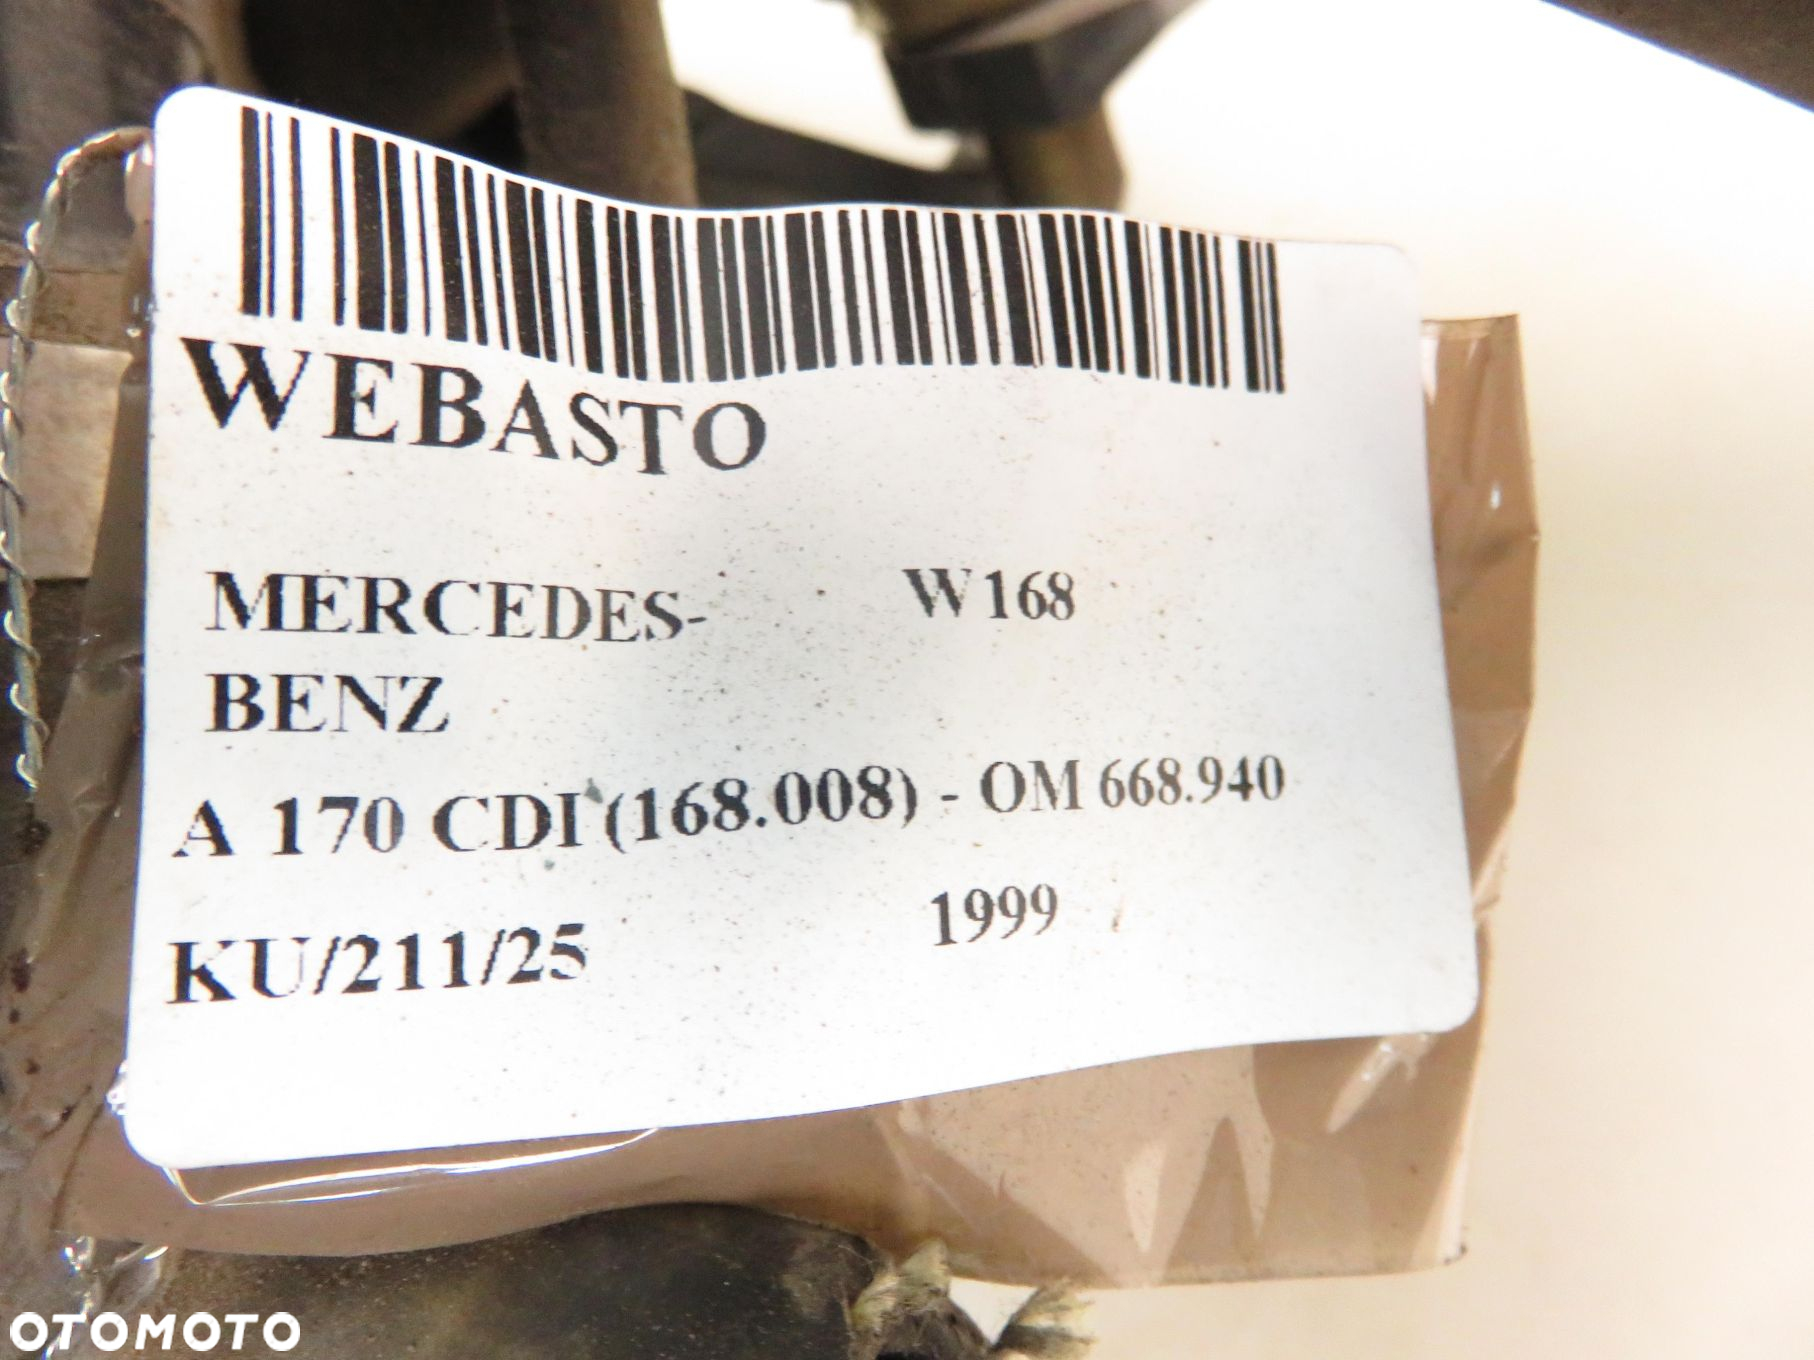 WEBASTO
MERCEDES- W168
BENZ
A 170 CDI (168.008) - OM 668.940
KU/211/25 1999
OTOMOTO